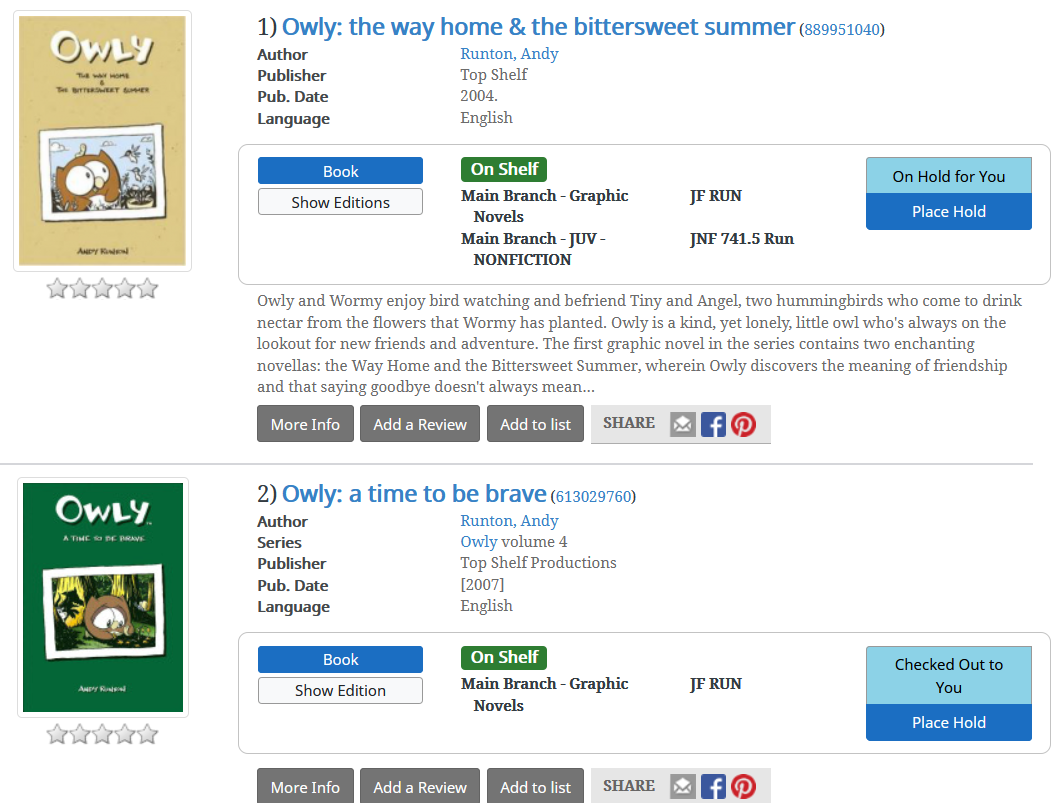 OWLY
THE WAY HOME
&
THE BITTERSWEET SUMMER
ANDY RUNTON
1) Owly: the way home & the bittersweet summer (889951040)
Author Runton, Andy
Publisher Top Shelf
Pub. Date 2004.
Language English
Book
Show Editions
On Shelf
Main Branch - Graphic Novels JF RUN
Main Branch - JUV - NONFICTION JNF 741.5 Run
On Hold for You
Place Hold
Owly and Wormy enjoy bird watching and befriend Tiny and Angel, two hummingbirds who come to drink
nectar from the flowers that Wormy has planted. Owly is a kind, yet lonely, little owl who's always on the
lookout for new friends and adventure. The first graphic novel in the series contains two enchanting
novellas: the Way Home and the Bittersweet Summer, wherein Owly discovers the meaning of friendship
and that saying goodbye doesn't always mean...
More Info Add a Review Add to list SHARE
OWLY
A TIME TO BE BRAVE
ANDY RUNTON
2) Owly: a time to be brave (613029760)
Author Runton, Andy
Series Owly volume 4
Publisher Top Shelf Productions
Pub. Date [2007]
Language English
Book
Show Edition
On Shelf
Main Branch - Graphic Novels JF RUN
Checked Out to
You
Place Hold
More Info Add a Review Add to list SHARE